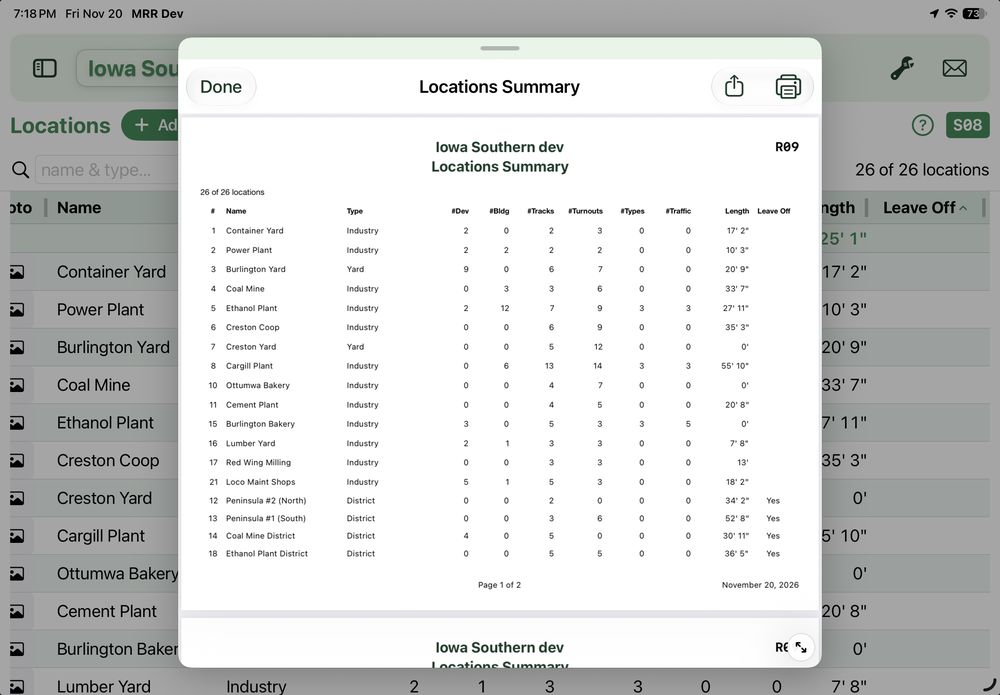 7:18 PM Fri Nov 20 MRR Dev 73
Iowa Sou
Done Locations Summary
Locations + Ad ? S08
name & type... 26 of 26 locations
oto Name ngth Leave Off
25' 1"
Container Yard 17' 2"
Power Plant 10' 3"
Burlington Yard 20' 9"
Coal Mine 33' 7"
Ethanol Plant 7' 11"
Creston Coop 35' 3"
Creston Yard 0'
Cargill Plant 5' 10"
Ottumwa Bakery 0'
Cement Plant 20' 8"
Burlington Baker 0'
Lumber Yard Industry 2 1 3 3 0 0 7' 8"
Iowa Southern dev R09
Locations Summary
26 of 26 locations
# Name Type #Dev #Bldg #Tracks #Turnouts #Types #Traffic Length Leave Off
1 Container Yard Industry 2 0 2 3 0 0 17' 2"
2 Power Plant Industry 2 2 2 2 0 0 10' 3"
3 Burlington Yard Yard 9 0 6 7 0 0 20' 9"
4 Coal Mine Industry 0 3 3 6 0 0 33' 7"
5 Ethanol Plant Industry 2 12 7 9 3 3 27' 11"
6 Creston Coop Industry 0 0 6 9 0 0 35' 3"
7 Creston Yard Yard 0 0 5 12 0 0 0'
8 Cargill Plant Industry 0 6 13 14 3 3 55' 10"
10 Ottumwa Bakery Industry 0 0 4 7 0 0 0'
11 Cement Plant Industry 0 0 4 5 0 0 20' 8"
15 Burlington Bakery Industry 3 0 5 3 3 5 0'
16 Lumber Yard Industry 2 1 3 3 0 0 7' 8"
17 Red Wing Milling Industry 0 0 3 3 0 0 13'
21 Loco Maint Shops Industry 5 1 5 3 0 0 18' 2"
12 Peninsula #2 (North) District 0 0 2 0 0 0 34' 2" Yes
13 Peninsula #1 (South) District 0 0 3 6 0 0 52' 8" Yes
14 Coal Mine District District 4 0 5 0 0 0 30' 11" Yes
18 Ethanol Plant District District 0 0 5 5 0 0 36' 5" Yes
Page 1 of 2 November 20, 2026
Iowa Southern dev R0
Locations Summary